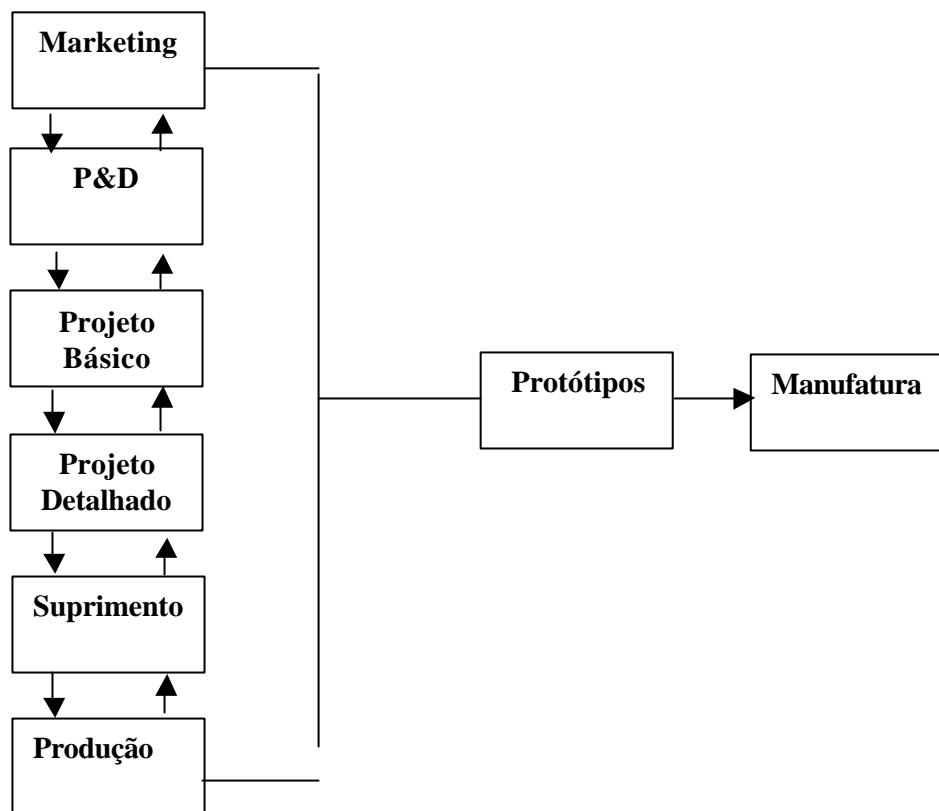 Marketing
P&D
Projeto
Básico
Projeto
Detalhado
Suprimento
Produção
Protótipos
Manufatura